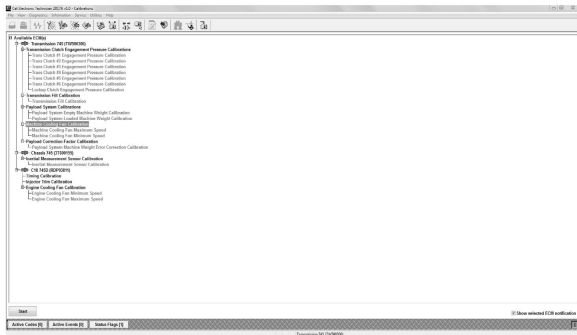 Cat Electronic Technician 2017A v1.0 - Calibrations
File View Diagnostics Information Service Utilities Help
Available ECM(s)
Transmission Clutch Engagement Pressure Calibrations
Trans Clutch #1 Engagement Pressure Calibration
Trans Clutch #2 Engagement Pressure Calibration
Trans Clutch #3 Engagement Pressure Calibration
Trans Clutch #4 Engagement Pressure Calibration
Trans Clutch #5 Engagement Pressure Calibration
Trans Clutch #6 Engagement Pressure Calibration
Lockup Clutch Engagement Pressure Calibration
Transmission Fill Calibration
Transmission Fill Calibration
Payload System Calibrations
Payload System Empty Machine Weight Calibration
Payload System Loaded Machine Weight Calibration
Machine Cooling Fan Calibration
Machine Cooling Fan Maximum Speed
Machine Cooling Fan Minimum Speed
Payload Correction Factor Calibration
Payload System Machine Weight Error Correction Calibration
Chassis 745
Inertial Measurement Sensor Calibration
Inertial Measurement Sensor Calibration
C18 745
Timing Calibration
Injector Trim Calibration
Engine Cooling Fan Calibration
Engine Cooling Fan Minimum Speed
Engine Cooling Fan Maximum Speed
Start
Show selected ECM notification
Active Codes [0] Active Events [0] Status Flags [1]
Transmission 745